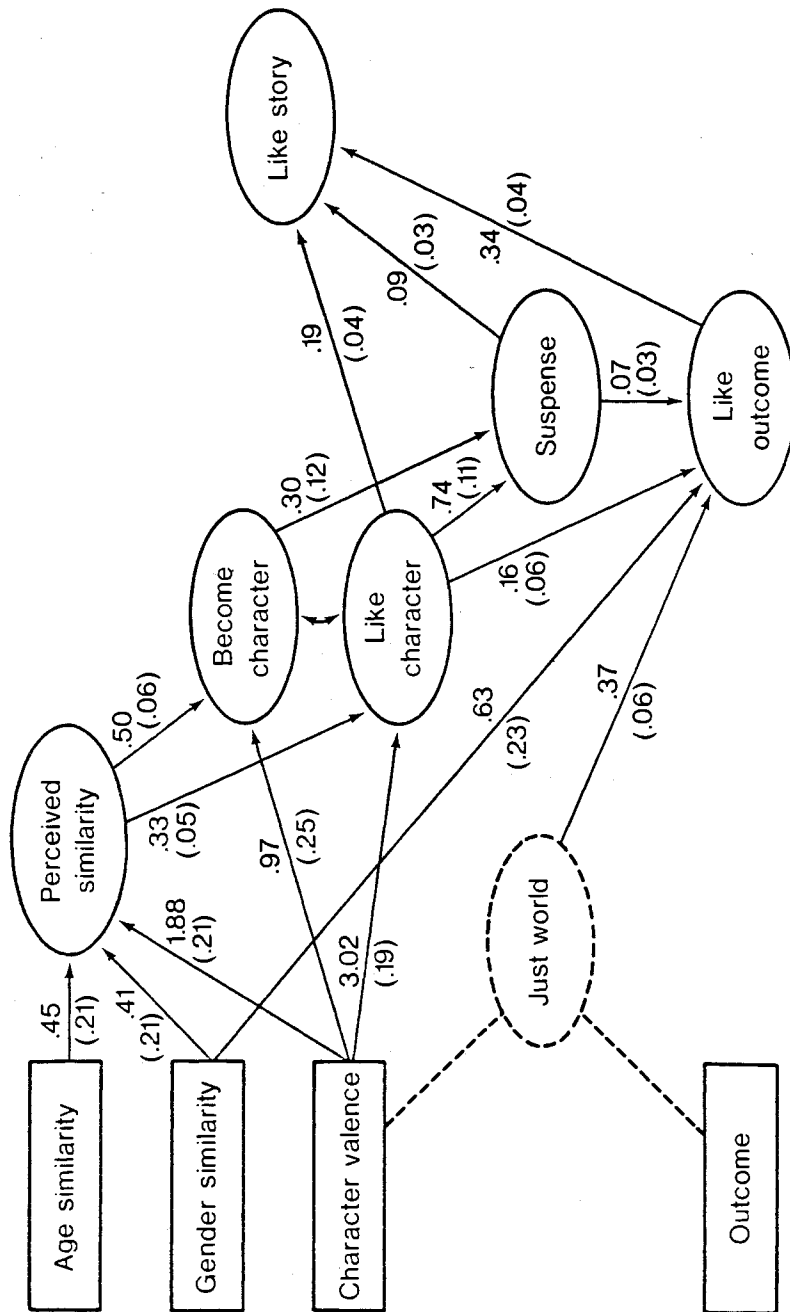 Age similarity
Gender similarity
Character valence
Outcome
.45
(.21)
.41
(.21)
1.88
(.21)
Perceived
similarity
.50
(.06)
.33
(.05)
.97
(.25)
3.02
(.19)
Just world
Become
character
Like
character
.63
(.23)
.37
(.06)
.30
(.12)
.74
(.11)
.16
(.06)
.19
(.04)
Suspense
.07
(.03)
Like
outcome
.09
(.03)
.34
(.04)
Like story